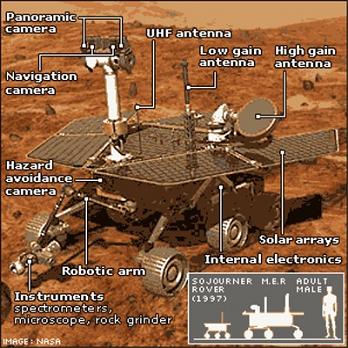 Panoramic
camera
UHF antenna
Low gain
antenna
High gain
antenna
Navigation
camera
Hazard
avoidance
camera
Solar arrays
Internal electronics
Robotic arm
Instruments
spectrometers,
microscope, rock grinder
SOJOURNER
ROVER
(1997)
M.E.R
ADULT
MALE
IMAGE: NASA